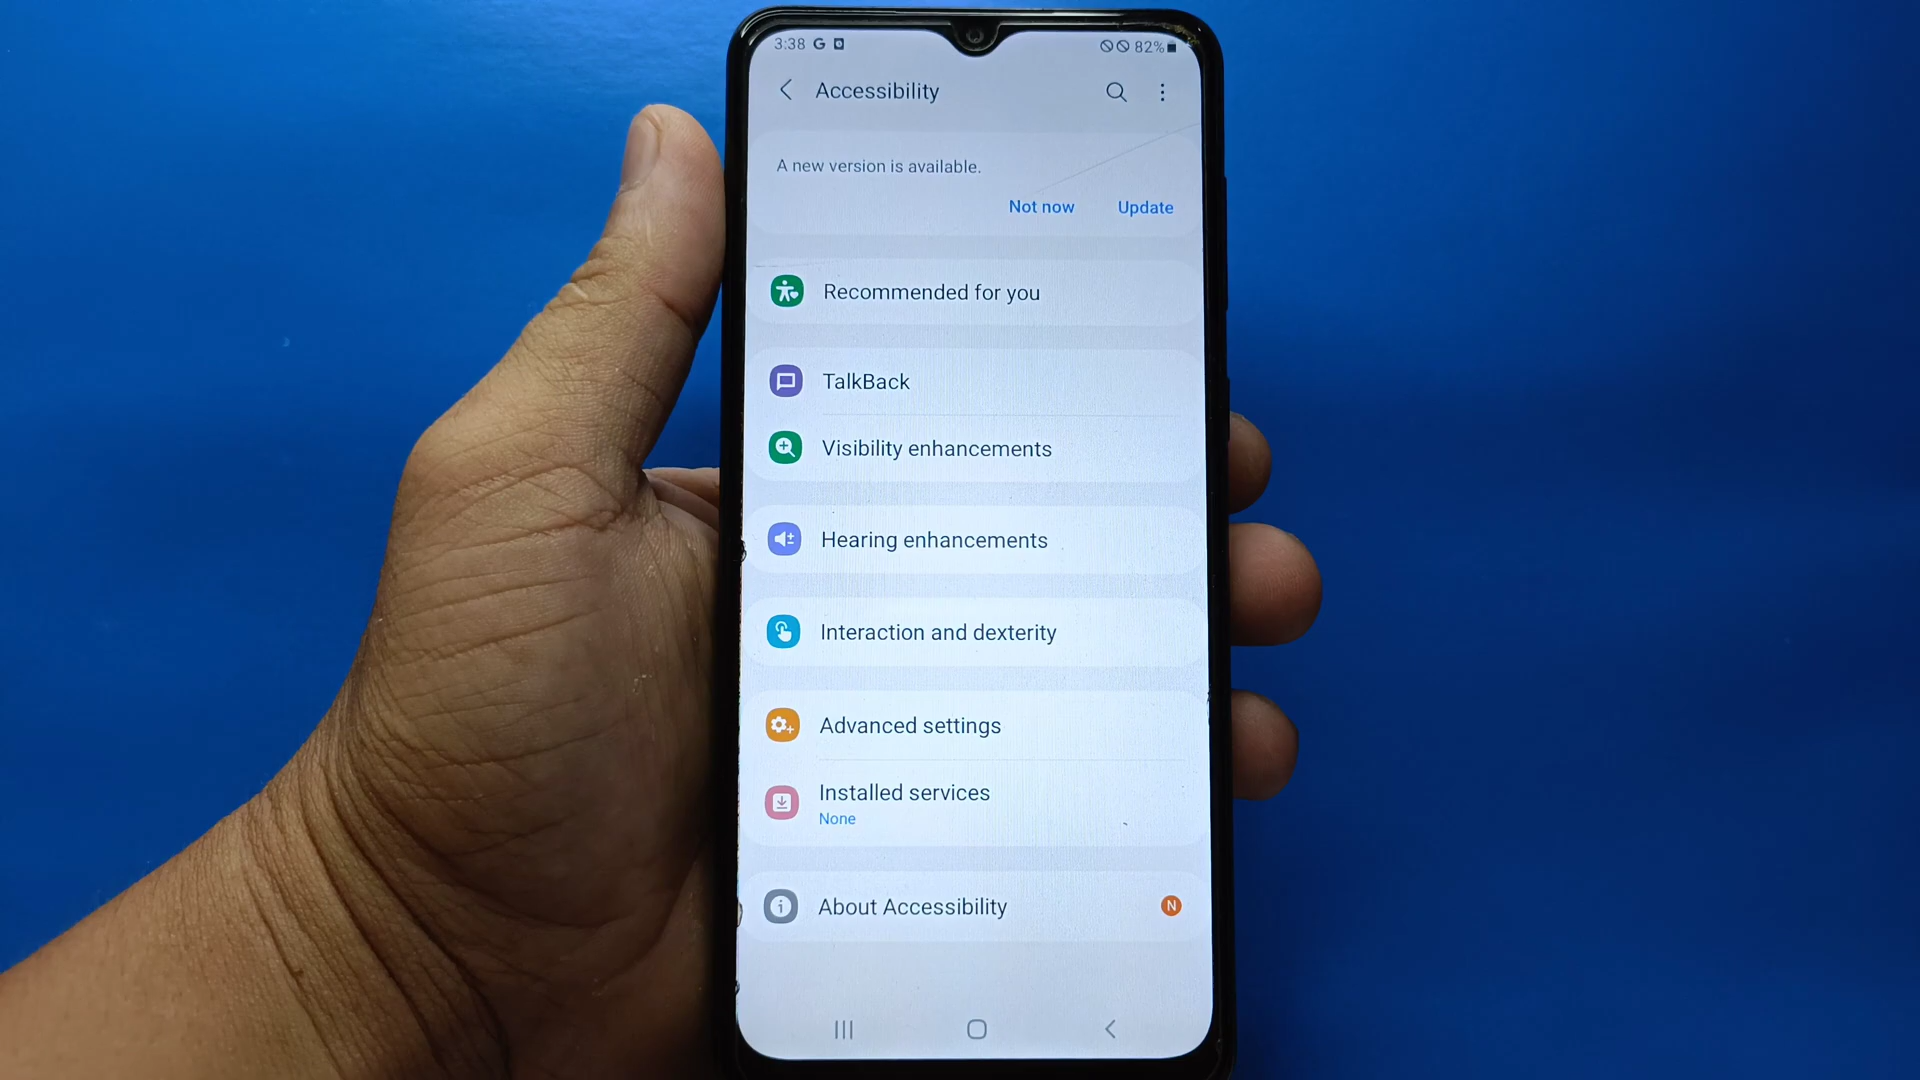 3:38 G 82%
Accessibility
A new version is available.
Not now Update
Recommended for you
TalkBack
Visibility enhancements
Hearing enhancements
Interaction and dexterity
Advanced settings
Installed services
None
About Accessibility N